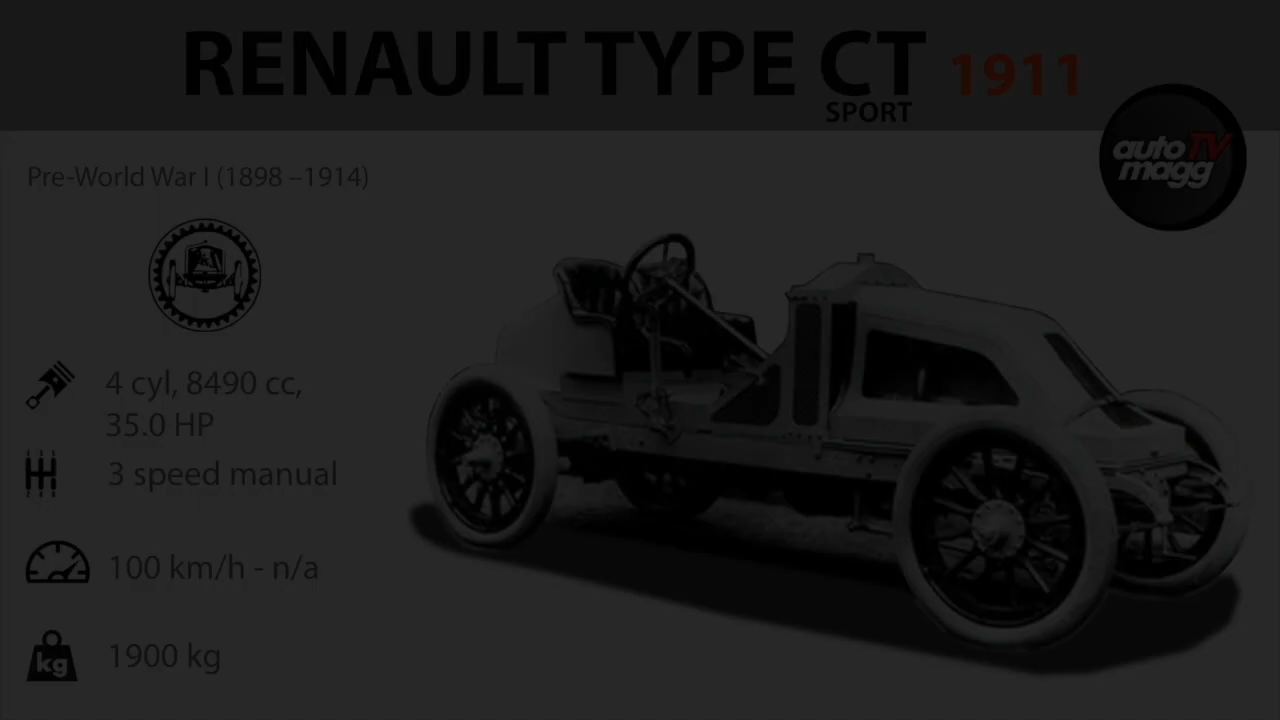 RENAULT TYPE CT 1911
SPORT
auto TV
magg
Pre-World War I (1898 –1914)
4 cyl, 8490 cc,
35.0 HP
3 speed manual
100 km/h - n/a
kg
1900 kg